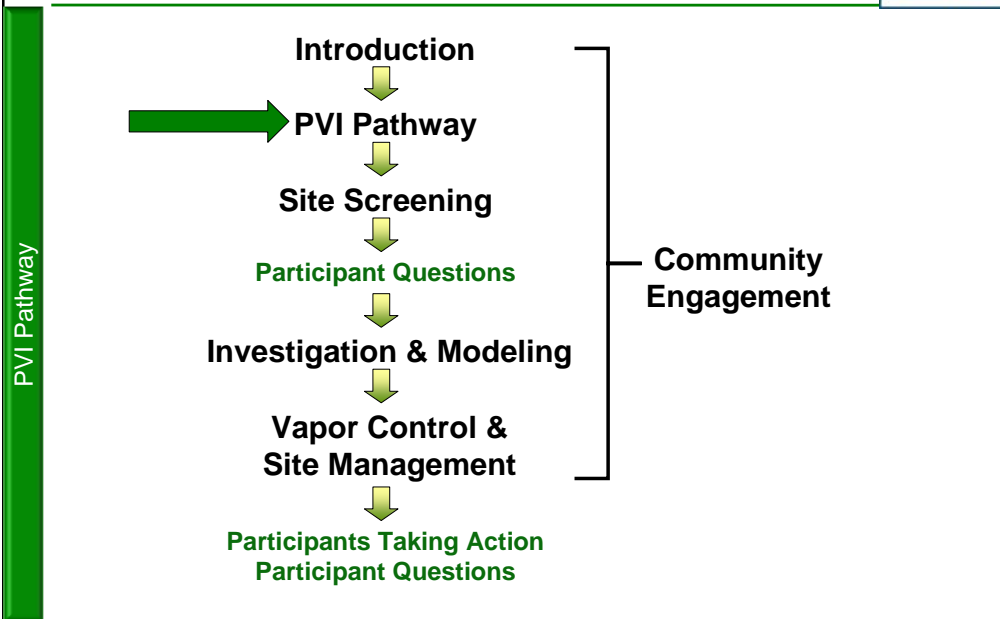 PVI Pathway
Introduction
PVI Pathway
Site Screening
Participant Questions
Investigation & Modeling
Vapor Control &
Site Management
Participants Taking Action
Participant Questions
Community
Engagement